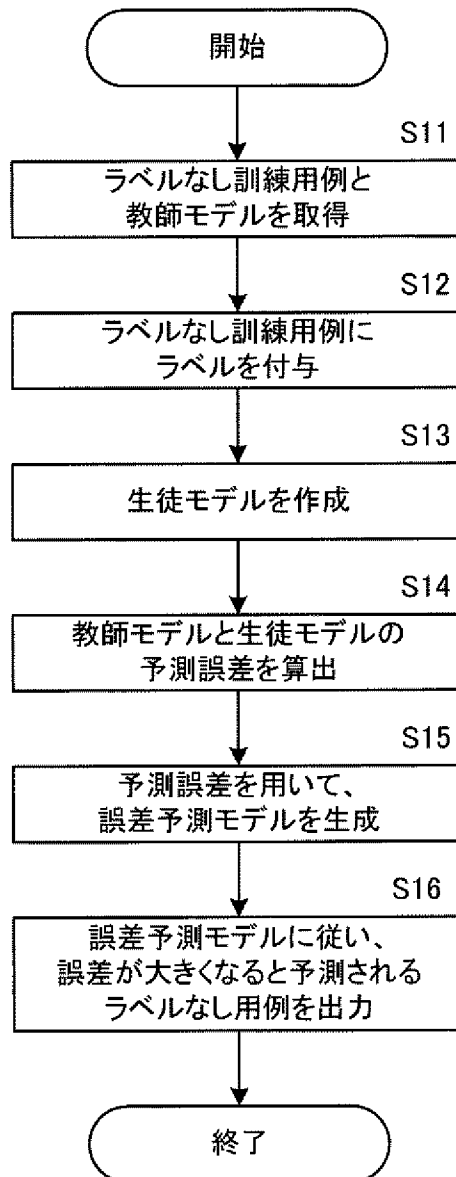 開始
S11
ラベルなし訓練用例と
教師モデルを取得
S12
ラベルなし訓練用例に
ラベルを付与
S13
生徒モデルを作成
S14
教師モデルと生徒モデルの
予測誤差を算出
S15
予測誤差を用いて、
誤差予測モデルを生成
S16
誤差予測モデルに従い、
誤差が大きくなると予測される
ラベルなし用例を出力
終了